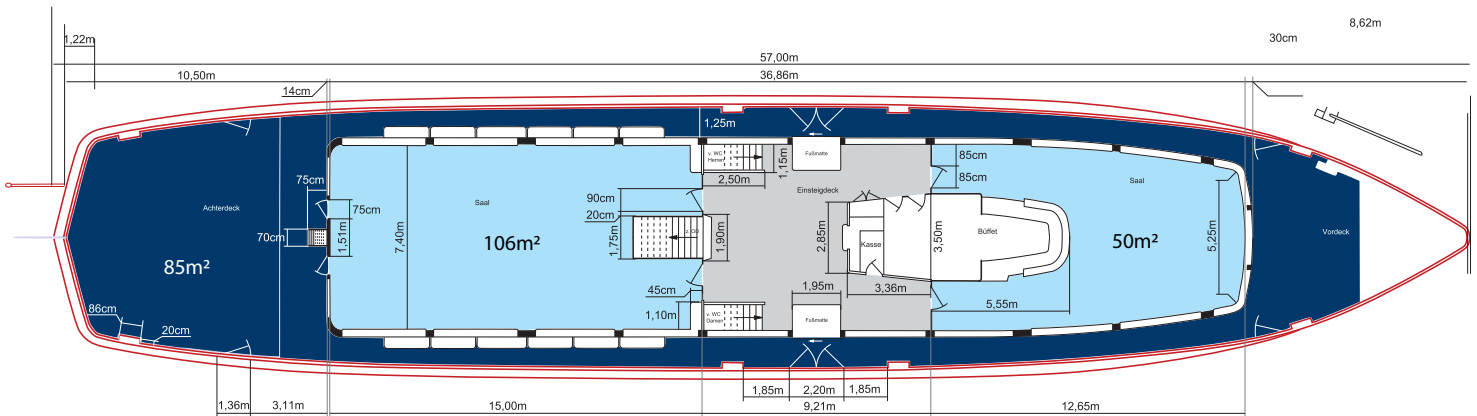 8,62m
30cm
1,22m
57,00m
10,50m
36,86m
14cm
1,25m
v. WC
Herren
Fußmatte
1,15m
85cm
85cm
2,50m
75cm
90cm
Einsteigdeck
Saal
Saal
Achterdeck
75cm
20cm
Vordeck
70cm
1,51m
7,40m
106m²
1,75m
z. OD
1,90m
2,85m
Kasse
3,50m
Büffet
50m²
5,25m
85m²
45cm
1,95m
3,36m
5,55m
86cm
20cm
1,10m
v. WC
Damen
Fußmatte
1,85m
2,20m
1,85m
1,36m
3,11m
15,00m
9,21m
12,65m